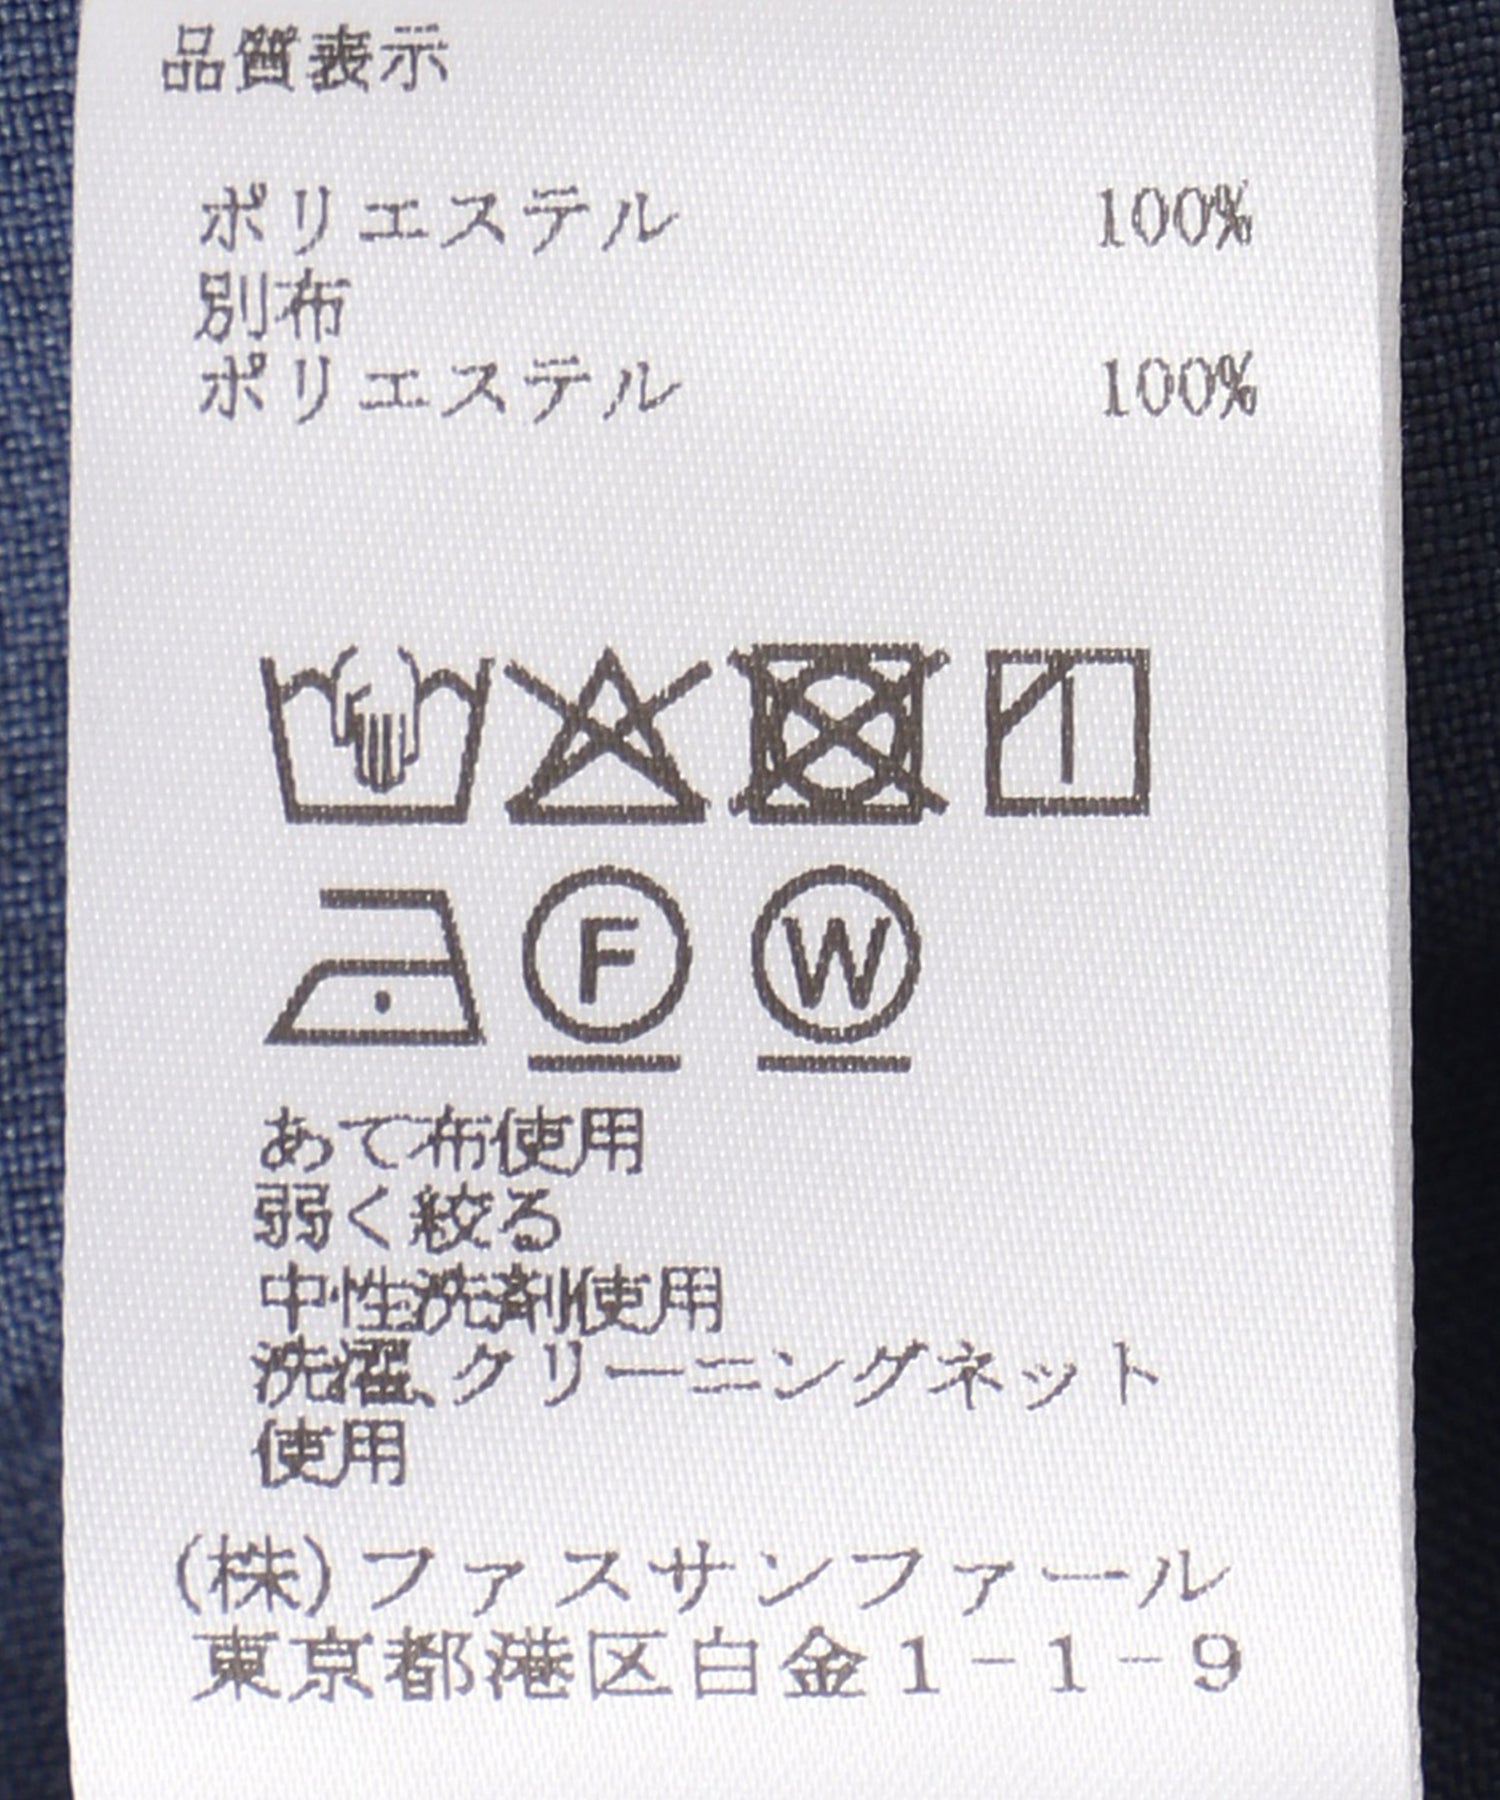 品質表示
ポリエステル 100%
別布
ポリエステル 100%
F W
あて布使用
弱く絞る
中性洗剤使用
洗濯、クリーニングネット
使用
(株)ファスサンファール
東京都港区白金1-1-9